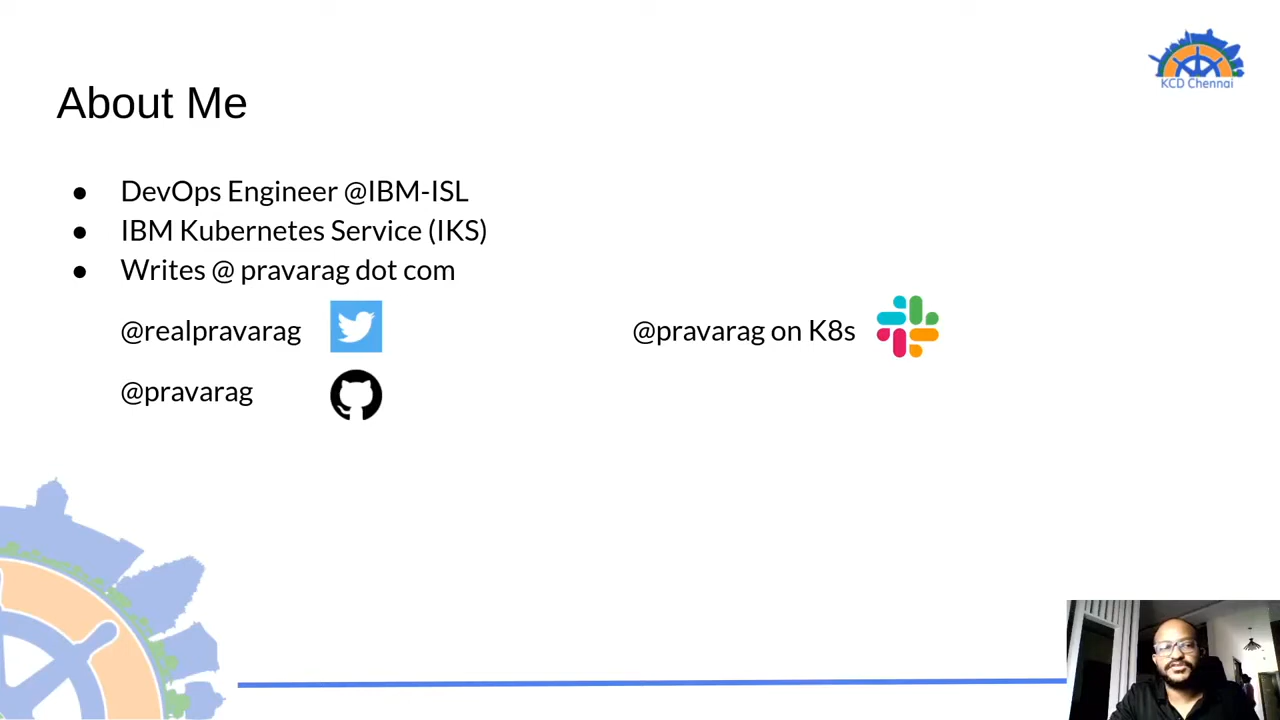 KCD Chennai
About Me
● DevOps Engineer @IBM-ISL
● IBM Kubernetes Service (IKS)
● Writes @ pravarag dot com
@realpravarag
@pravarag on K8s
@pravarag